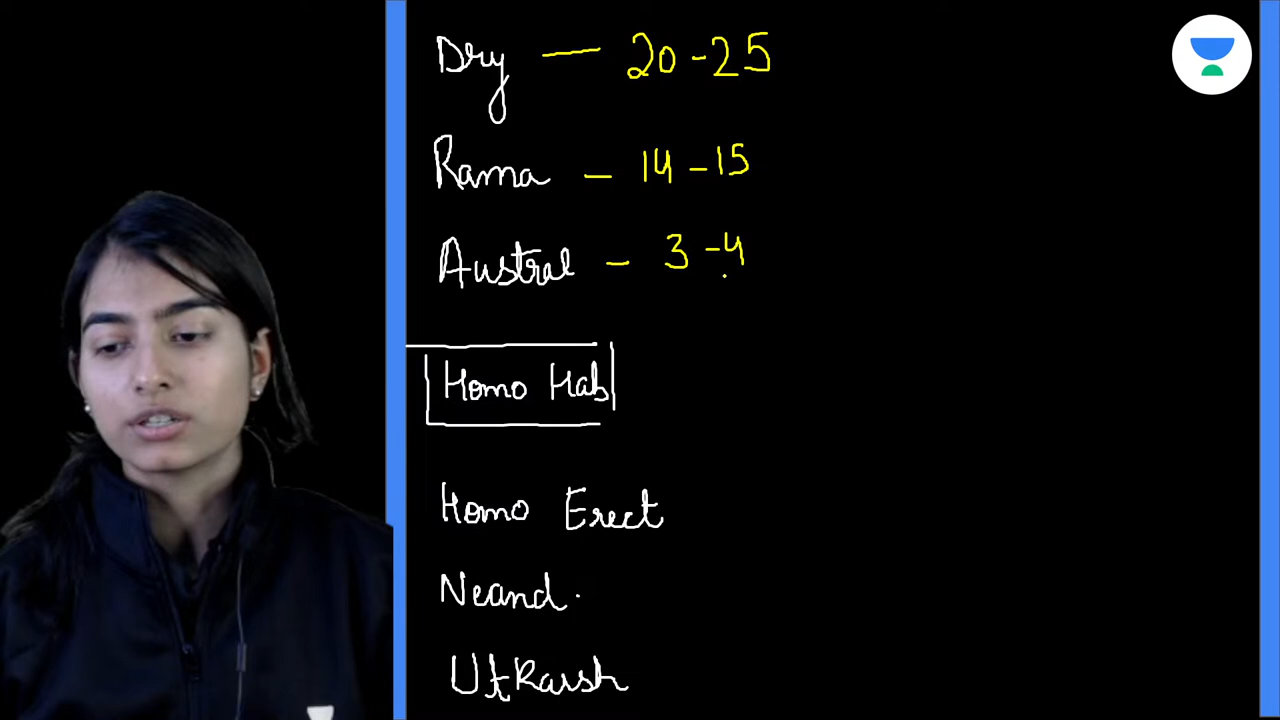 Dry — 20-25
Rama - 14-15
Austral - 3-4
Homo Hab
Homo Erect
Neand.
Utkarsh